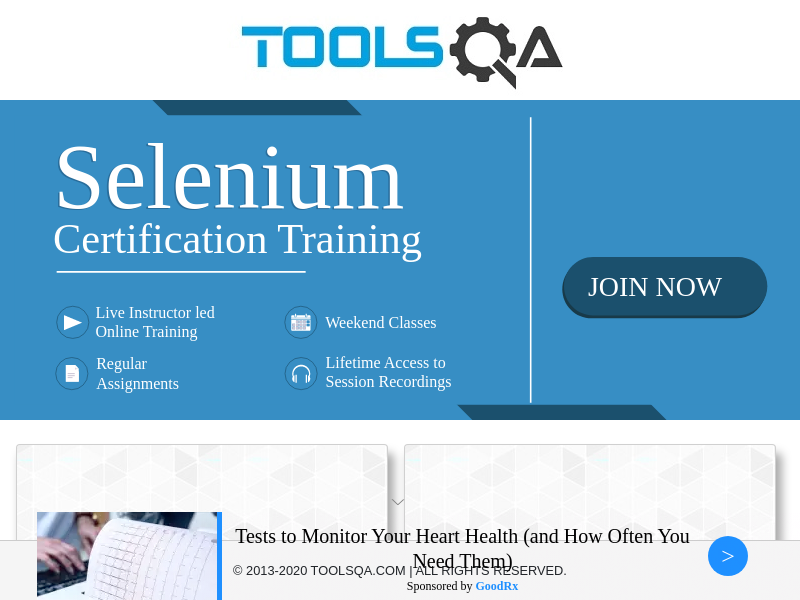 TOOLSQA
Selenium
Certification Training
Live Instructor led
Online Training
Weekend Classes
Regular
Assignments
Lifetime Access to
Session Recordings
JOIN NOW
Tests to Monitor Your Heart Health (and How Often You
Need Them)
© 2013-2020 TOOLSQA.COM | ALL RIGHTS RESERVED.
Sponsored by GoodRx
>